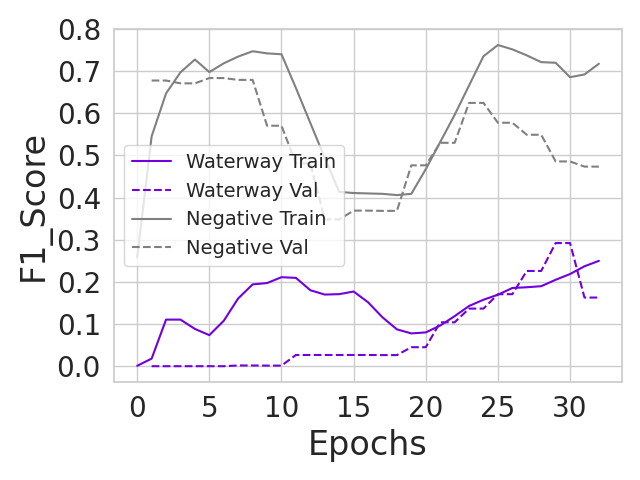 0.8
0.7
0.6
0.5
0.4
0.3
0.2
0.1
0.0
F1_Score
Waterway Train
Waterway Val
Negative Train
Negative Val
0 5 10 15 20 25 30
Epochs